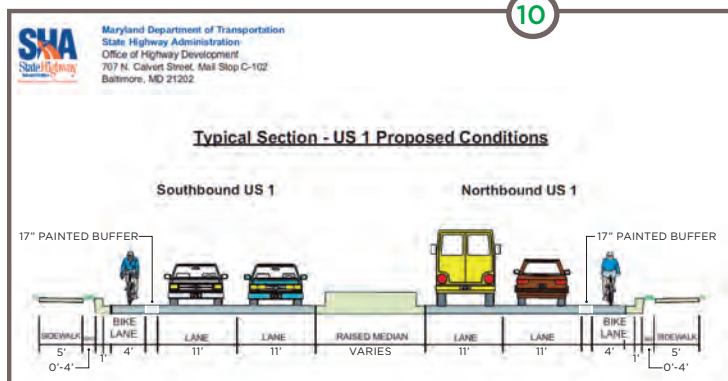 10
SHA
State Highway
Maryland Department of Transportation
State Highway Administration
Office of Highway Development
707 N. Calvert Street, Mail Stop C-102
Baltimore, MD 21202
Typical Section - US 1 Proposed Conditions
Southbound US 1
Northbound US 1
17" PAINTED BUFFER
17" PAINTED BUFFER
SIDEWALK
BIKE
LANE
LANE
LANE
RAISED MEDIAN
LANE
LANE
BIKE
LANE
SIDEWALK
5'
0'-4'
1'
4'
11'
11'
VARIES
11'
11'
4'
1'
0'-4'
5'